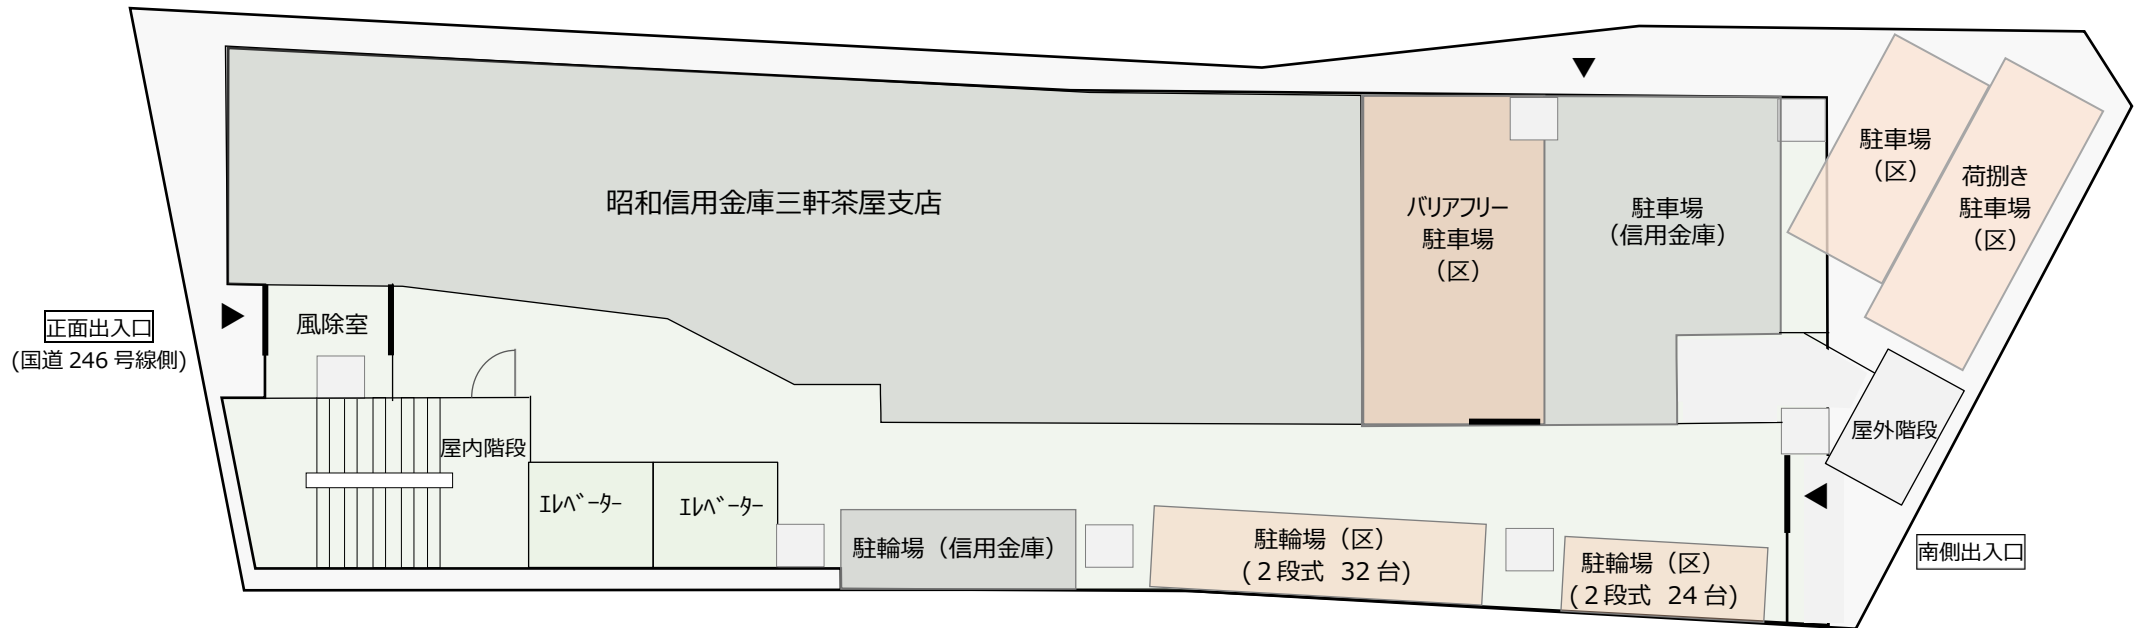 昭和信用金庫三軒茶屋支店
バリアフリー
駐車場
（区）
駐車場
（信用金庫）
駐車場
（区）
荷捌き
駐車場
（区）
正面出入口
(国道 246 号線側)
風除室
屋内階段
ｴﾚﾍﾞｰﾀｰ
ｴﾚﾍﾞｰﾀｰ
駐輪場（信用金庫）
駐輪場（区）
(２段式 32 台)
駐輪場（区）
(２段式 24 台)
屋外階段
南側出入口